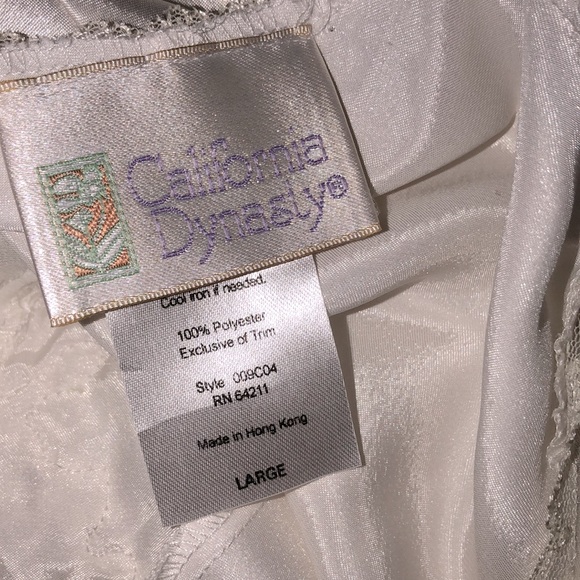 California
Dynasty®
Cool iron if needed.
100% Polyester
Exclusive of Trim
Style 009C04
RN 64211
Made in Hong Kong
LARGE